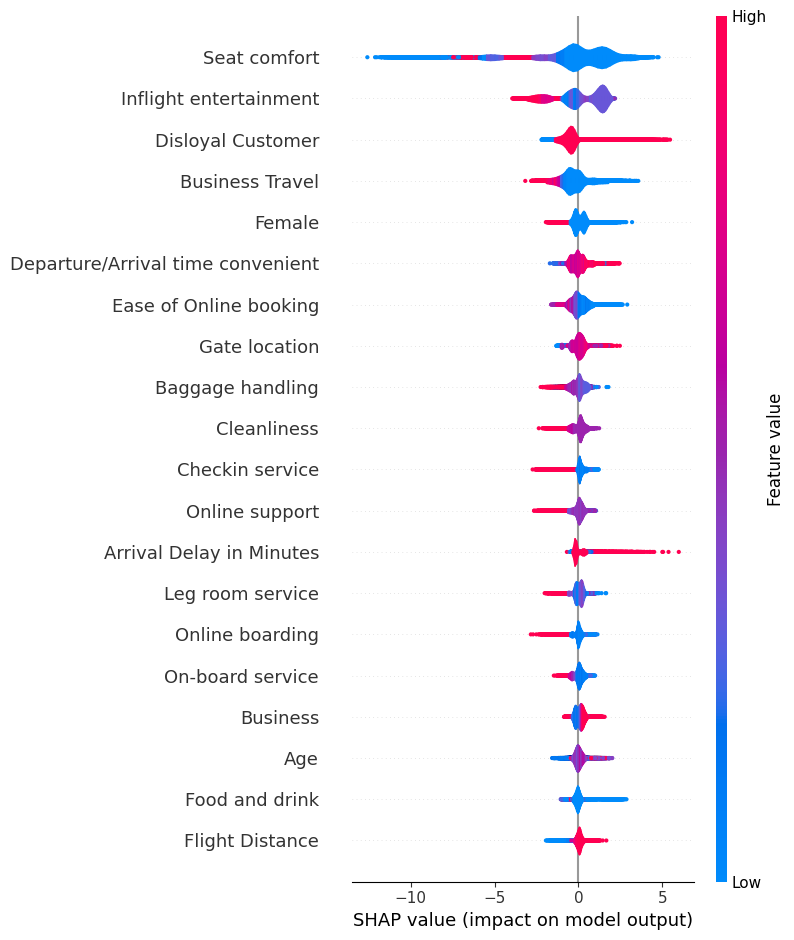 High
Seat comfort
Inflight entertainment
Disloyal Customer
Business Travel
Female
Departure/Arrival time convenient
Ease of Online booking
Gate location
Baggage handling
Cleanliness
Checkin service
Online support
Arrival Delay in Minutes
Leg room service
Online boarding
On-board service
Business
Age
Food and drink
Flight Distance
Feature value
Low
−10 −5 0 5
SHAP value (impact on model output)